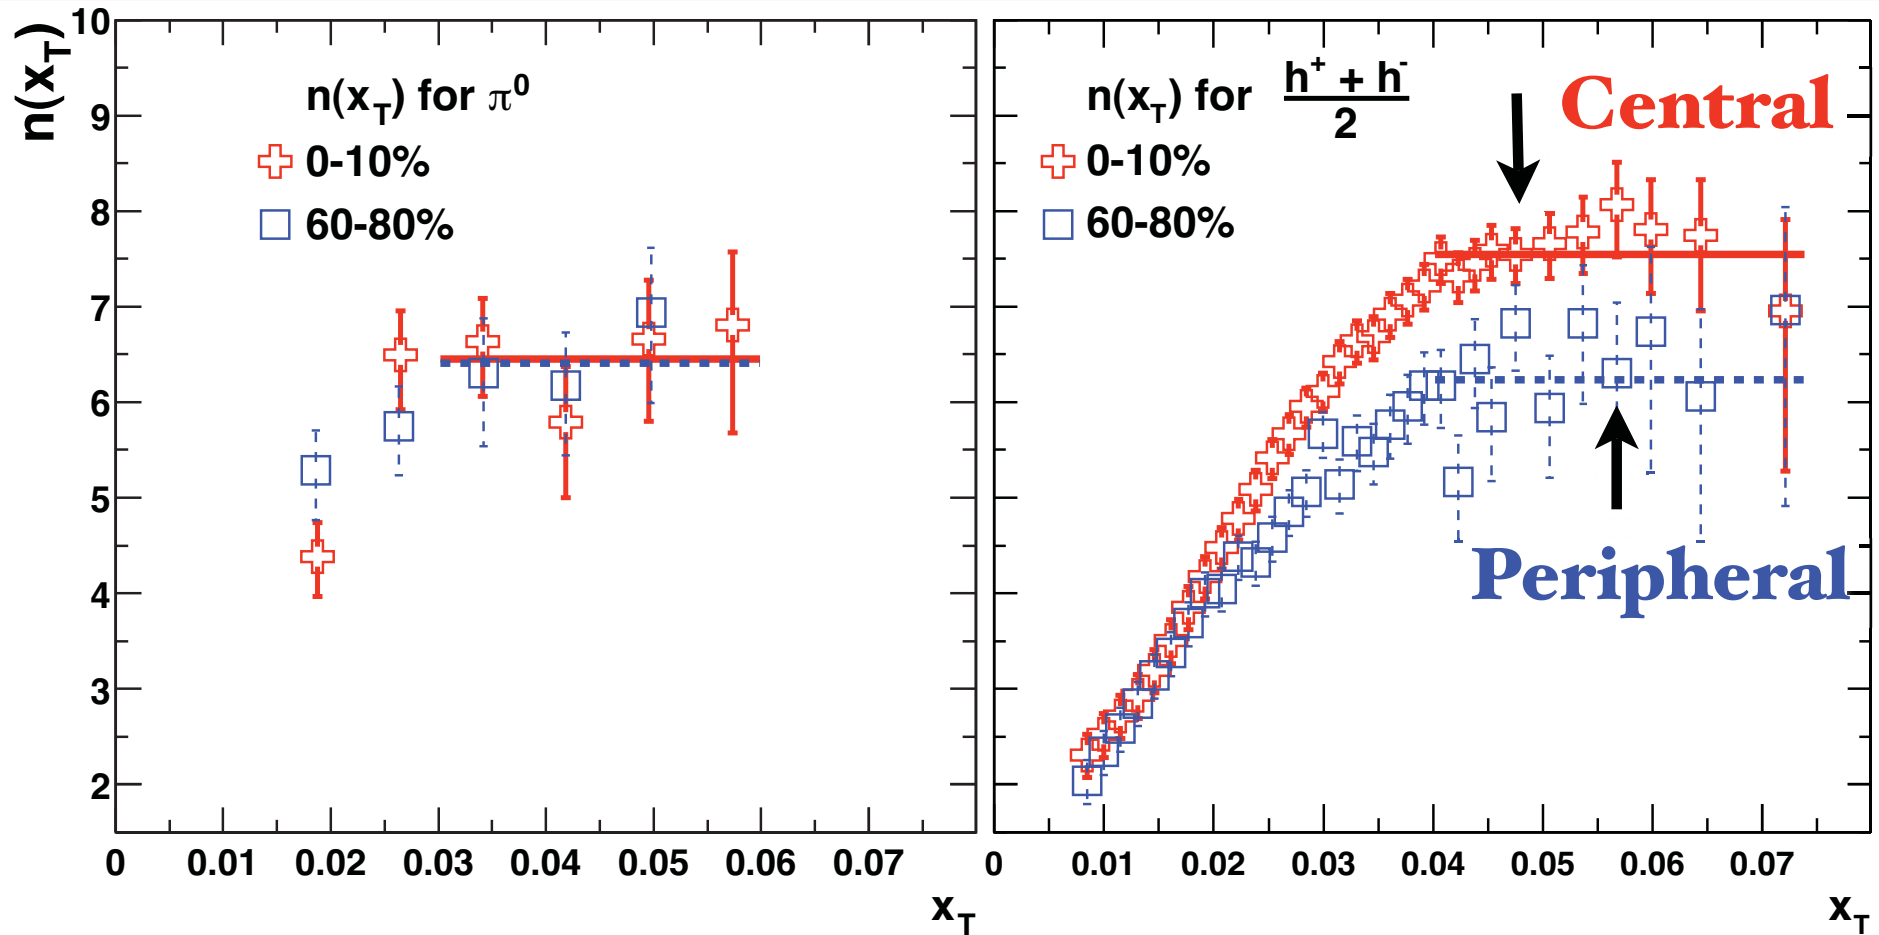 n(x_T)
10
9
8
7
6
5
4
3
2
n(x_T) for π⁰
0-10%
60-80%
0 0.01 0.02 0.03 0.04 0.05 0.06 0.07
x_T
n(x_T) for h⁺ + h⁻
2
0-10%
60-80%
Central
Peripheral
0 0.01 0.02 0.03 0.04 0.05 0.06 0.07
x_T